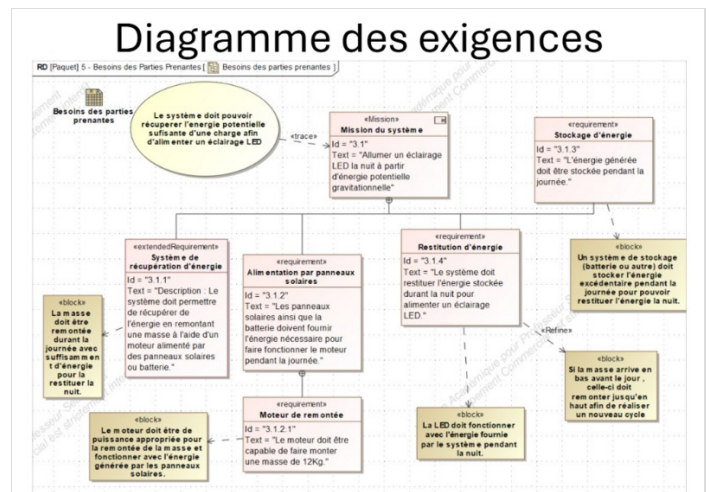 Diagramme des exigences
RD [Paquet] 5 - Besoins des Parties Prenantes [ Besoins des parties prenantes ]
Besoins des parties
prenantes
Le système doit pouvoir
récuperer l'energie potentielle
sufisante d'une charge afin
d'alimenter un éclairage LED
«trace»
«Mission»
Mission du système
Id = "3.1"
Text = "Allumer un éclairage
LED la nuit à partir
d'énergie potentielle
gravitationnelle"
«requirement»
Stockage d'énergie
Id = "3.1.3"
Text = "L'énergie générée
doit être stockée pendant la
journée."
«extendedRequirement»
Système de
récupération d'énergie
Id = "3.1.1"
Text = "Description : Le
système doit permettre
de récupérer de
l'énergie en remontant
une masse à l'aide d'un
moteur alimenté par
des panneaux solaires
ou batterie."
«requirement»
Alimentation par panneaux
solaires
Id = "3.1.2"
Text = "Les panneaux
solaires ainsi que la
batterie doivent fournir
l'énergie nécessaire pour
faire fonctionner le moteur
pendant la journée."
«requirement»
Restitution d'énergie
Id = "3.1.4"
Text = "Le système doit
restituer l'énergie stockée
durant la nuit pour
alimenter un éclairage
LED."
«block»
Un système de stockage
(batterie ou autre) doit
stocker l'énergie
excédentaire pendant la
journée pour pouvoir
restituer l'énergie la nuit.
«block»
La masse
doit être
remontée
durant la
journée avec
suffisammen
t d'énergie
pour la
restituer la
nuit.
«Refine»
«block»
Si la masse arrive en
bas avant le jour ,
celle-ci doit
remonter jusqu'en
haut afin de réaliser
un nouveau cycle
«requirement»
Moteur de remontée
Id = "3.1.2.1"
Text = "Le moteur doit être
capable de faire monter
une masse de 12Kg."
«block»
Le moteur doit être de
puissance appropriée pour
la remontée de la masse et
fonctionner avec l'énergie
générée par les panneaux
solaires.
«block»
La LED doit fonctionner
avec l'énergie fournie
par le système pendant
la nuit.